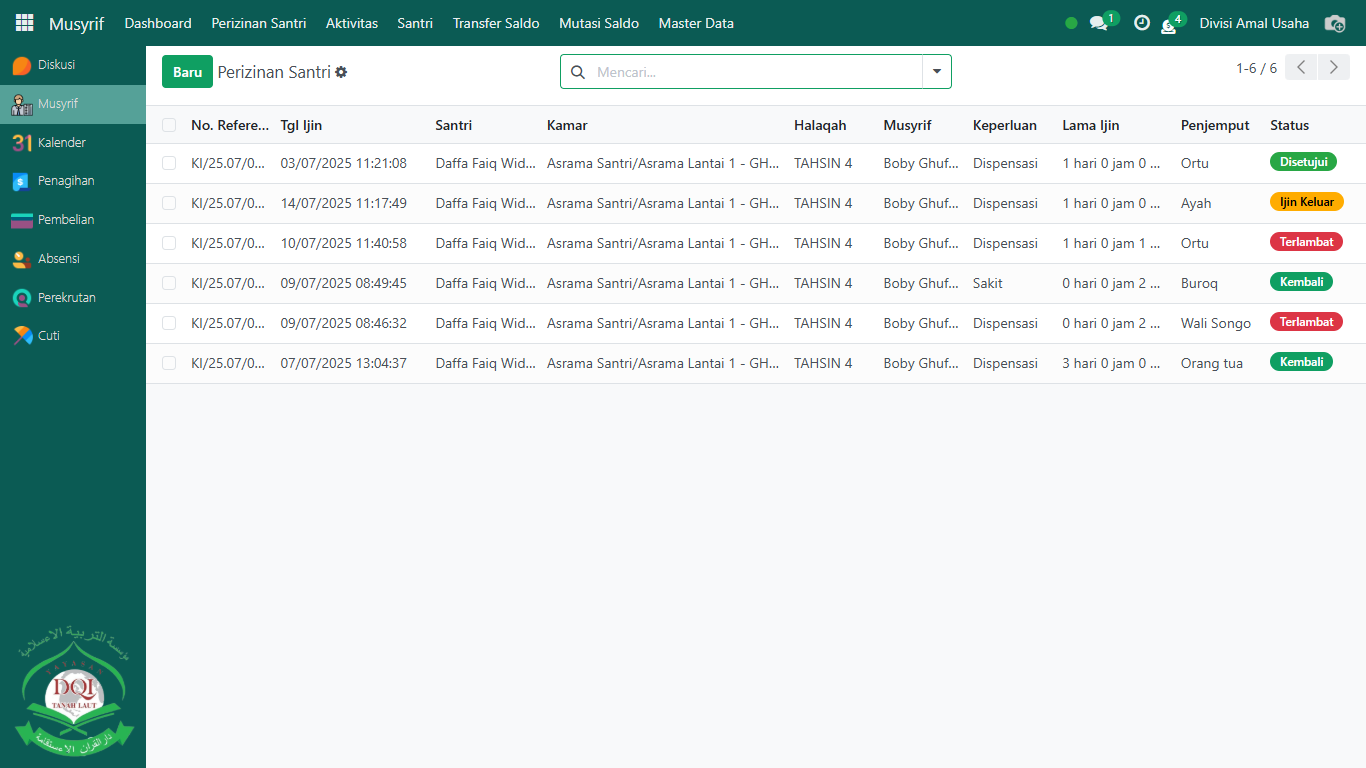 Musyrif Dashboard Perizinan Santri Aktivitas Santri Transfer Saldo Mutasi Saldo Master Data 1 4 Divisi Amal Usaha
Diskusi
Musyrif
31 Kalender
Penagihan
Pembelian
Absensi
Perekrutan
Cuti
Baru Perizinan Santri Mencari... 1-6 / 6
No. Refere... Tgl Ijin Santri Kamar Halaqah Musyrif Keperluan Lama Ijin Penjemput Status
KI/25.07/0... 03/07/2025 11:21:08 Daffa Faiq Wid... Asrama Santri/Asrama Lantai 1 - GH... TAHSIN 4 Boby Ghuf... Dispensasi 1 hari 0 jam 0 ... Ortu Disetujui
KI/25.07/0... 14/07/2025 11:17:49 Daffa Faiq Wid... Asrama Santri/Asrama Lantai 1 - GH... TAHSIN 4 Boby Ghuf... Dispensasi 1 hari 0 jam 0 ... Ayah Ijin Keluar
KI/25.07/0... 10/07/2025 11:40:58 Daffa Faiq Wid... Asrama Santri/Asrama Lantai 1 - GH... TAHSIN 4 Boby Ghuf... Dispensasi 1 hari 0 jam 1 ... Ortu Terlambat
KI/25.07/0... 09/07/2025 08:49:45 Daffa Faiq Wid... Asrama Santri/Asrama Lantai 1 - GH... TAHSIN 4 Boby Ghuf... Sakit 0 hari 0 jam 2 ... Buroq Kembali
KI/25.07/0... 09/07/2025 08:46:32 Daffa Faiq Wid... Asrama Santri/Asrama Lantai 1 - GH... TAHSIN 4 Boby Ghuf... Dispensasi 0 hari 0 jam 2 ... Wali Songo Terlambat
KI/25.07/0... 07/07/2025 13:04:37 Daffa Faiq Wid... Asrama Santri/Asrama Lantai 1 - GH... TAHSIN 4 Boby Ghuf... Dispensasi 3 hari 0 jam 0 ... Orang tua Kembali
مؤسسة التربية الاسلامية
YAYASAN
DQI
TANAH LAUT
دار القرآن الاستقامة